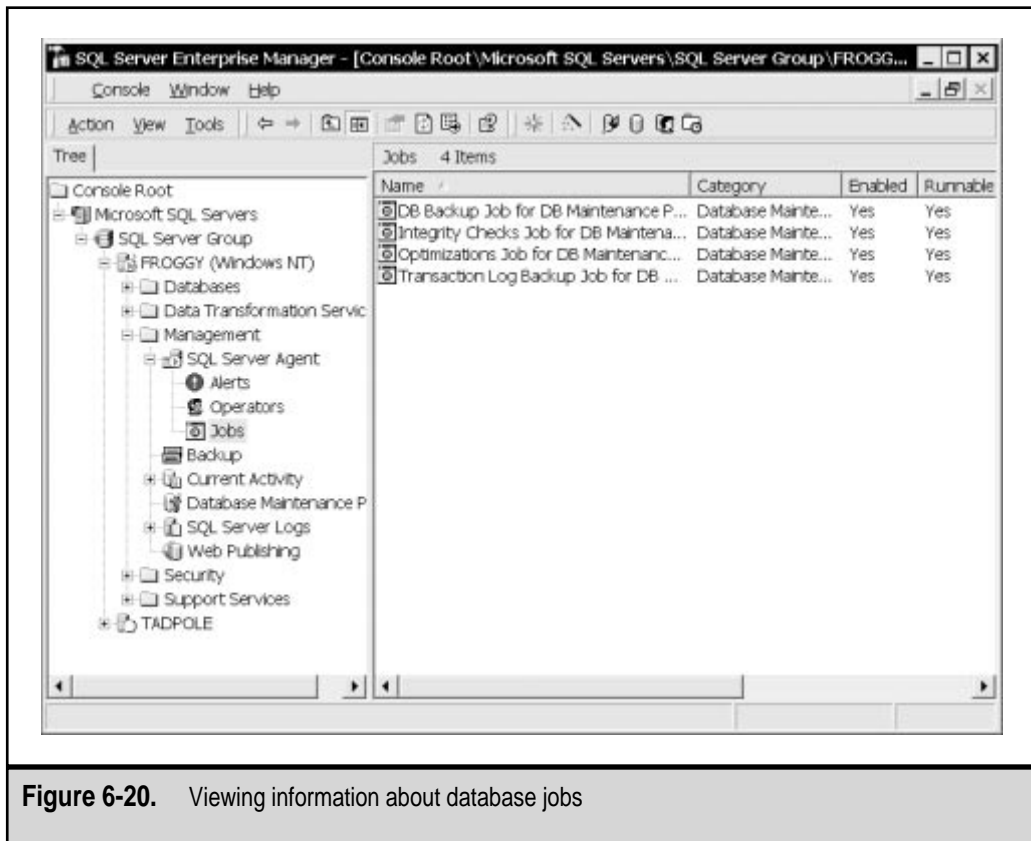 SQL Server Enterprise Manager - [Console Root\Microsoft SQL Servers\SQL Server Group\FROGG...
Console Window Help
Action View Tools
Tree
Jobs 4 Items
Console Root
Microsoft SQL Servers
SQL Server Group
FROGGY (Windows NT)
Databases
Data Transformation Servic
Management
SQL Server Agent
Alerts
Operators
Jobs
Backup
Current Activity
Database Maintenance P
SQL Server Logs
Web Publishing
Security
Support Services
TADPOLE
Name Category Enabled Runnable
DB Backup Job for DB Maintenance P... Database Mainte... Yes Yes
Integrity Checks Job for DB Maintena... Database Mainte... Yes Yes
Optimizations Job for DB Maintenanc... Database Mainte... Yes Yes
Transaction Log Backup Job for DB ... Database Mainte... Yes Yes
Figure 6-20. Viewing information about database jobs